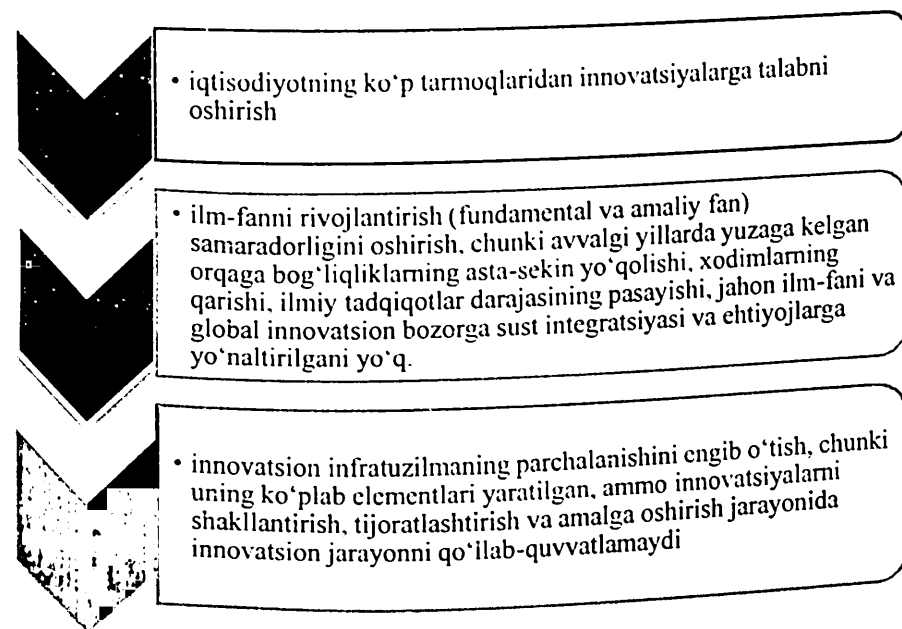 • iqtisodiyotning ko‘p tarmoqlaridan innovatsiyalarga talabni
oshirish
• ilm-fanni rivojlantirish (fundamental va amaliy fan)
samaradorligini oshirish, chunki avvalgi yillarda yuzaga kelgan
orqaga bog‘liqliklarning asta-sekin yo‘qolishi, xodimlarning
qarishi, ilmiy tadqiqotlar darajasining pasayishi, jahon ilm-fani va
global innovatsion bozorga sust integratsiyasi va ehtiyojlarga
yo‘naltirilgani yo‘q.
• innovatsion infratuzilmaning parchalanishini engib o‘tish, chunki
uning ko‘plab elementlari yaratilgan, ammo innovatsiyalarni
shakllantirish, tijoratlashtirish va amalga oshirish jarayonida
innovatsion jarayonni qo‘ilab-quvvatlamaydi